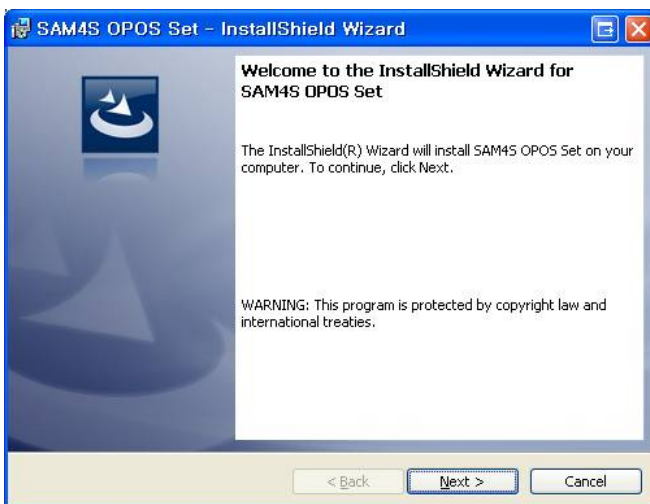 SAM4S OPOS Set - InstallShield Wizard
Welcome to the InstallShield Wizard for
SAM4S OPOS Set
The InstallShield(R) Wizard will install SAM4S OPOS Set on your
computer. To continue, click Next.
WARNING: This program is protected by copyright law and
international treaties.
< Back Next > Cancel